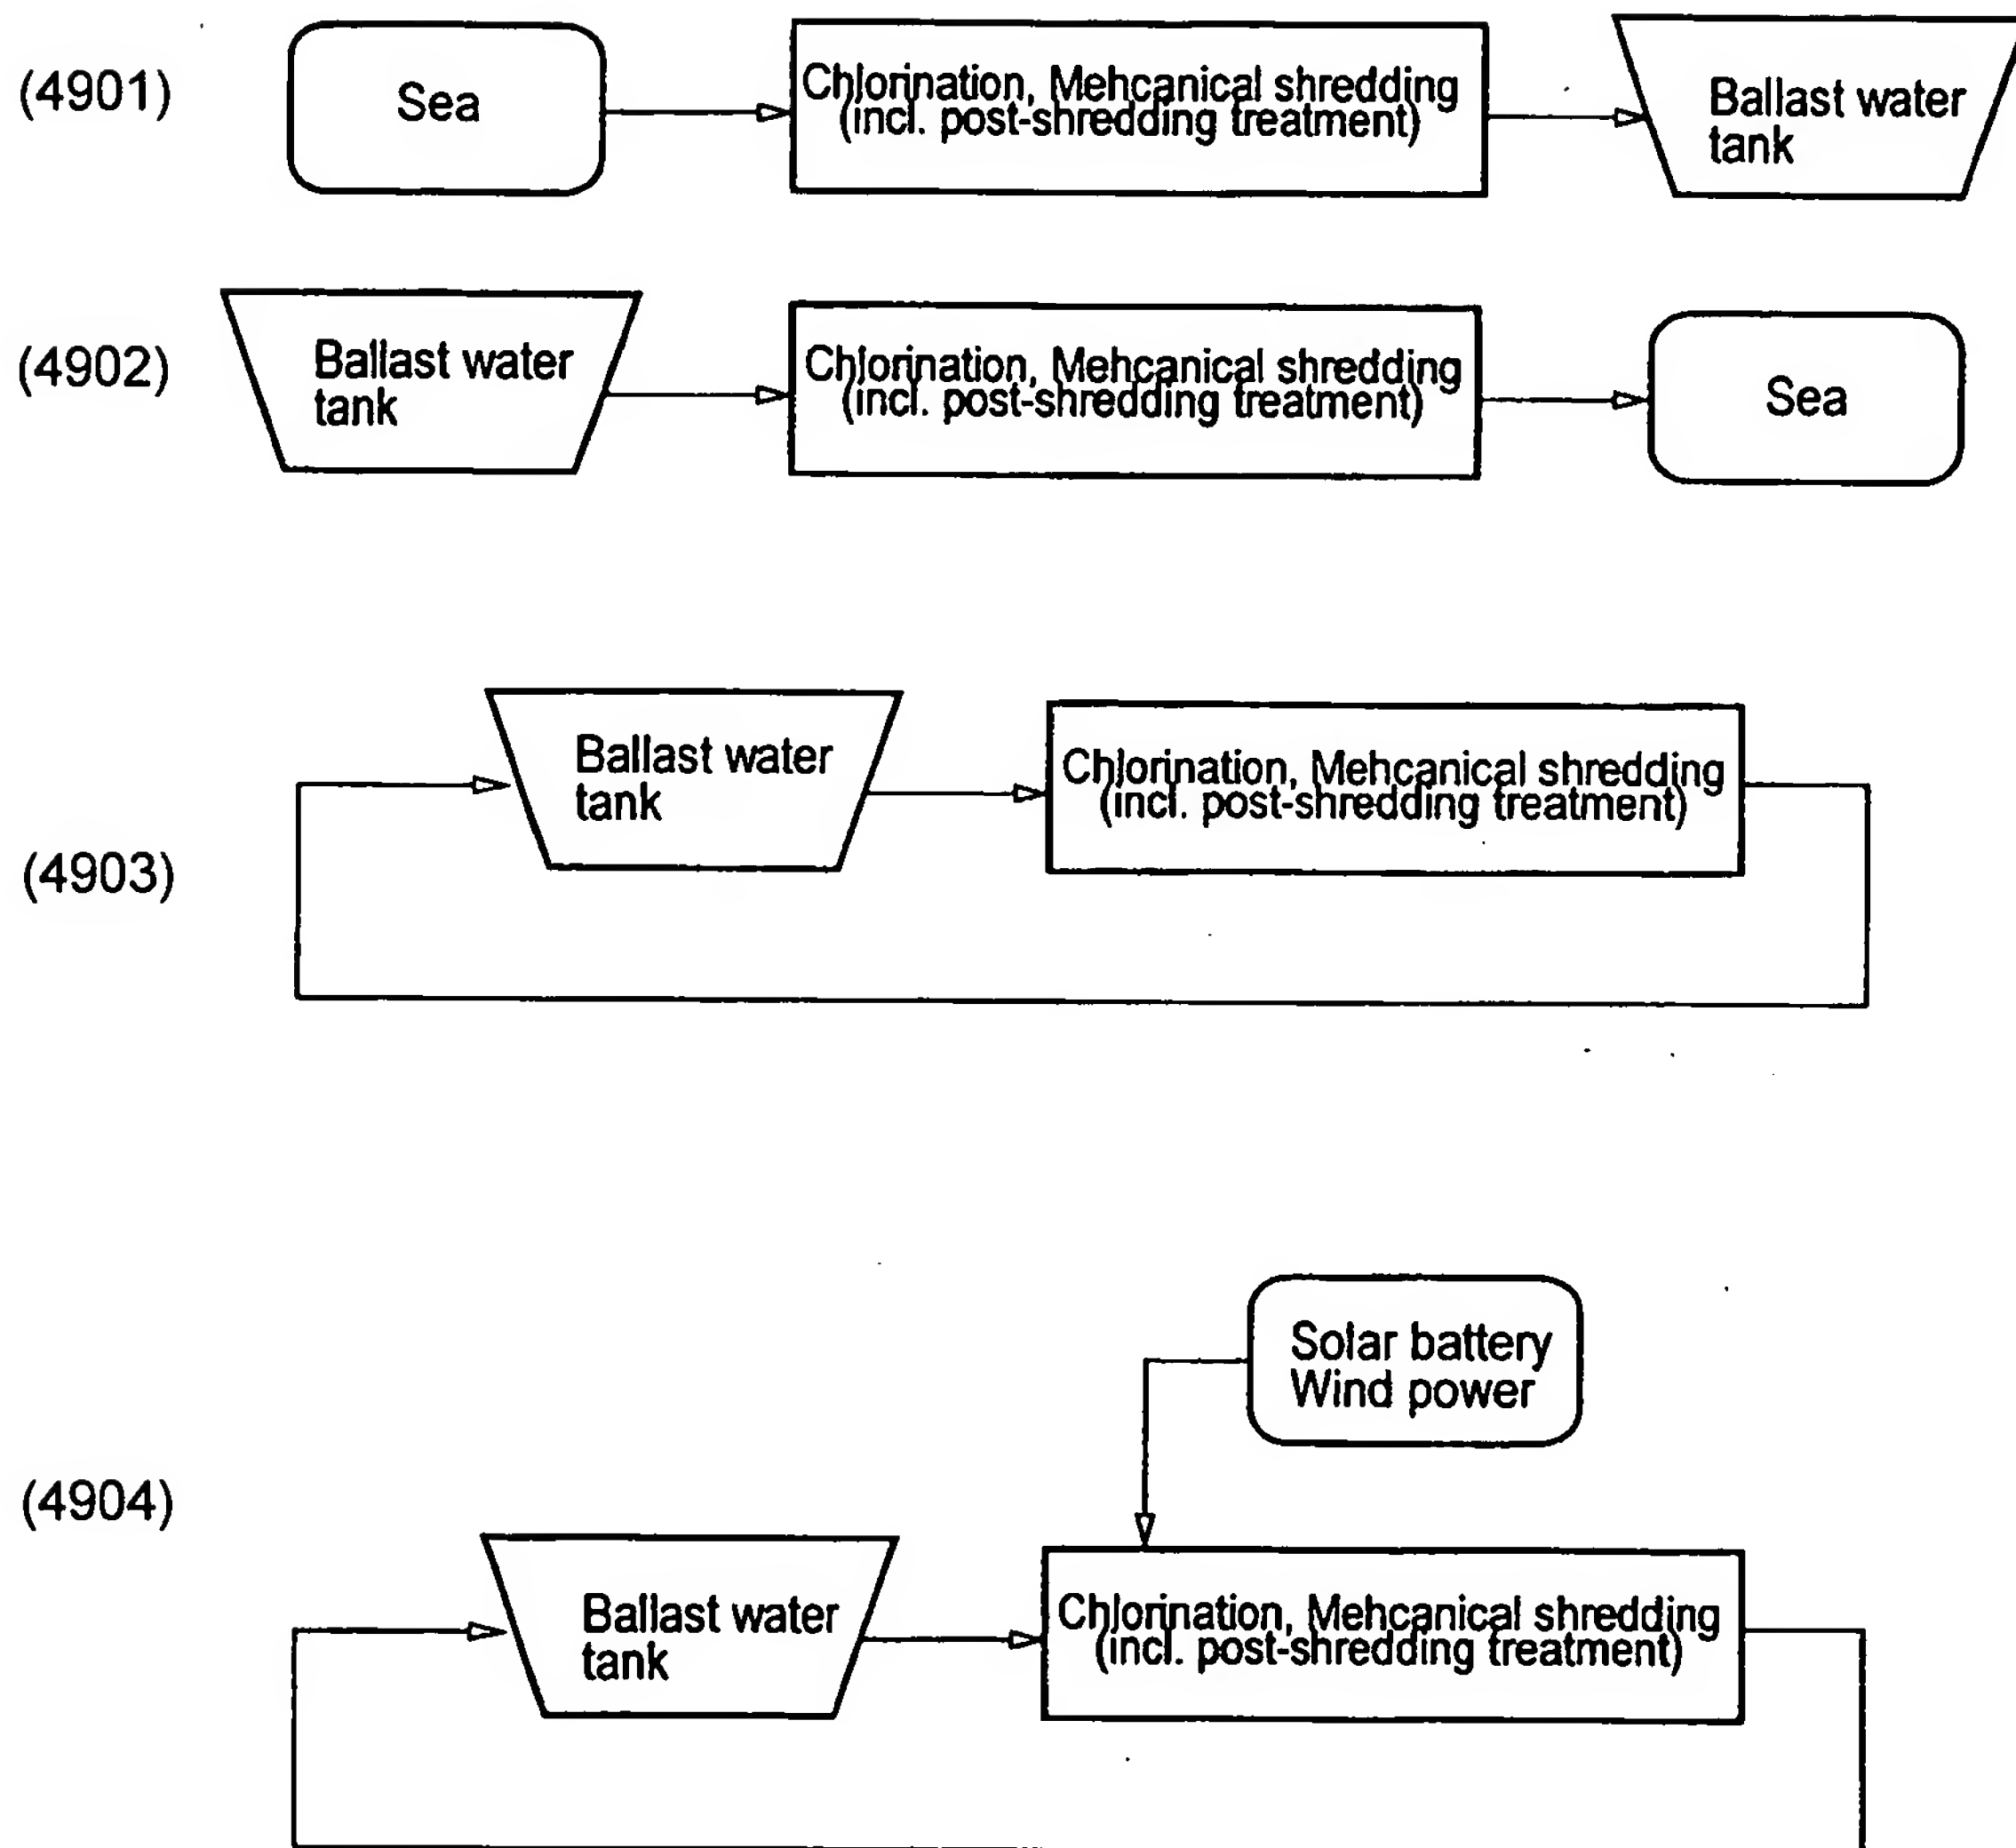 (4901)
Sea
Chlorination, Mehcanical shredding
(incl. post-shredding treatment)
Ballast water
tank
(4902)
Ballast water
tank
Chlorination, Mehcanical shredding
(incl. post-shredding treatment)
Sea
(4903)
Ballast water
tank
Chlorination, Mehcanical shredding
(incl. post-shredding treatment)
Solar battery
Wind power
(4904)
Ballast water
tank
Chlorination, Mehcanical shredding
(incl. post-shredding treatment)